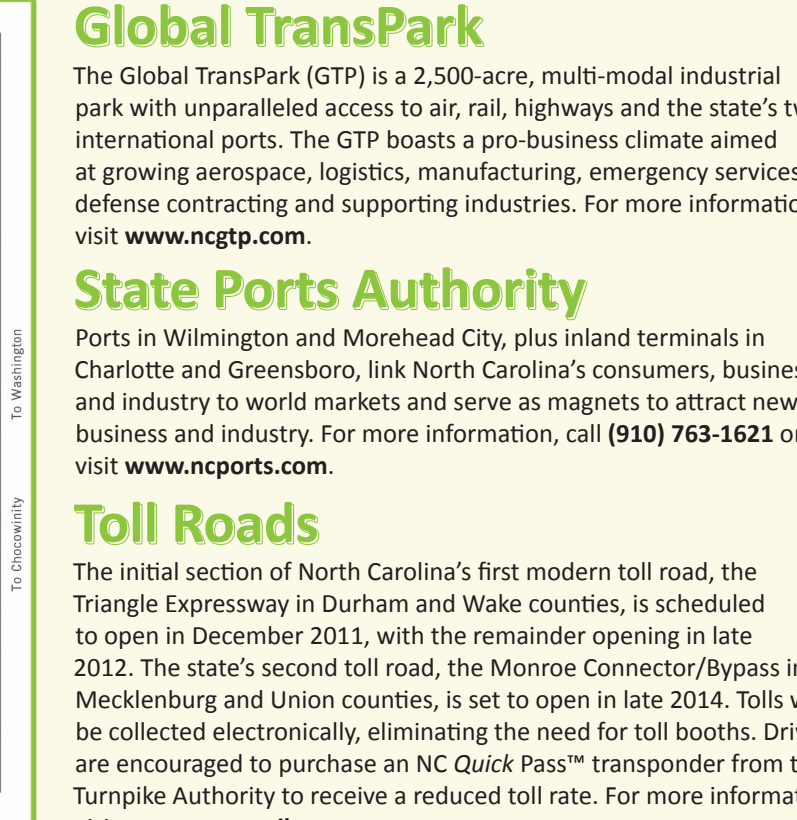 Global TransPark
The Global TransPark (GTP) is a 2,500-acre, multi-modal industrial
park with unparalleled access to air, rail, highways and the state's
international ports. The GTP boasts a pro-business climate aimed
at growing aerospace, logistics, manufacturing, emergency services
defense contracting and supporting industries. For more
visit www.ncgtp.com.
State Ports Authority
Ports in Wilmington and Morehead City, plus inland terminals in
Charlotte and Greensboro, link North Carolina's consumers,
and industry to world markets and serve as magnets to attract new
business and industry. For more information, call (910) 763-1621 or
visit www.ncports.com.
Toll Roads
The initial section of North Carolina's first modern toll road, the
Triangle Expressway in Durham and Wake counties, is scheduled
to open in December 2011, with the remainder opening in late
2012. The state's second toll road, the Monroe Connector/Bypass in
Mecklenburg and Union counties, is set to open in late 2014. Tolls
be collected electronically, eliminating the need for toll booths.
are encouraged to purchase an NC Quick Pass™ transponder from
Turnpike Authority to receive a reduced toll rate. For more
To Washington
To Chocowinity